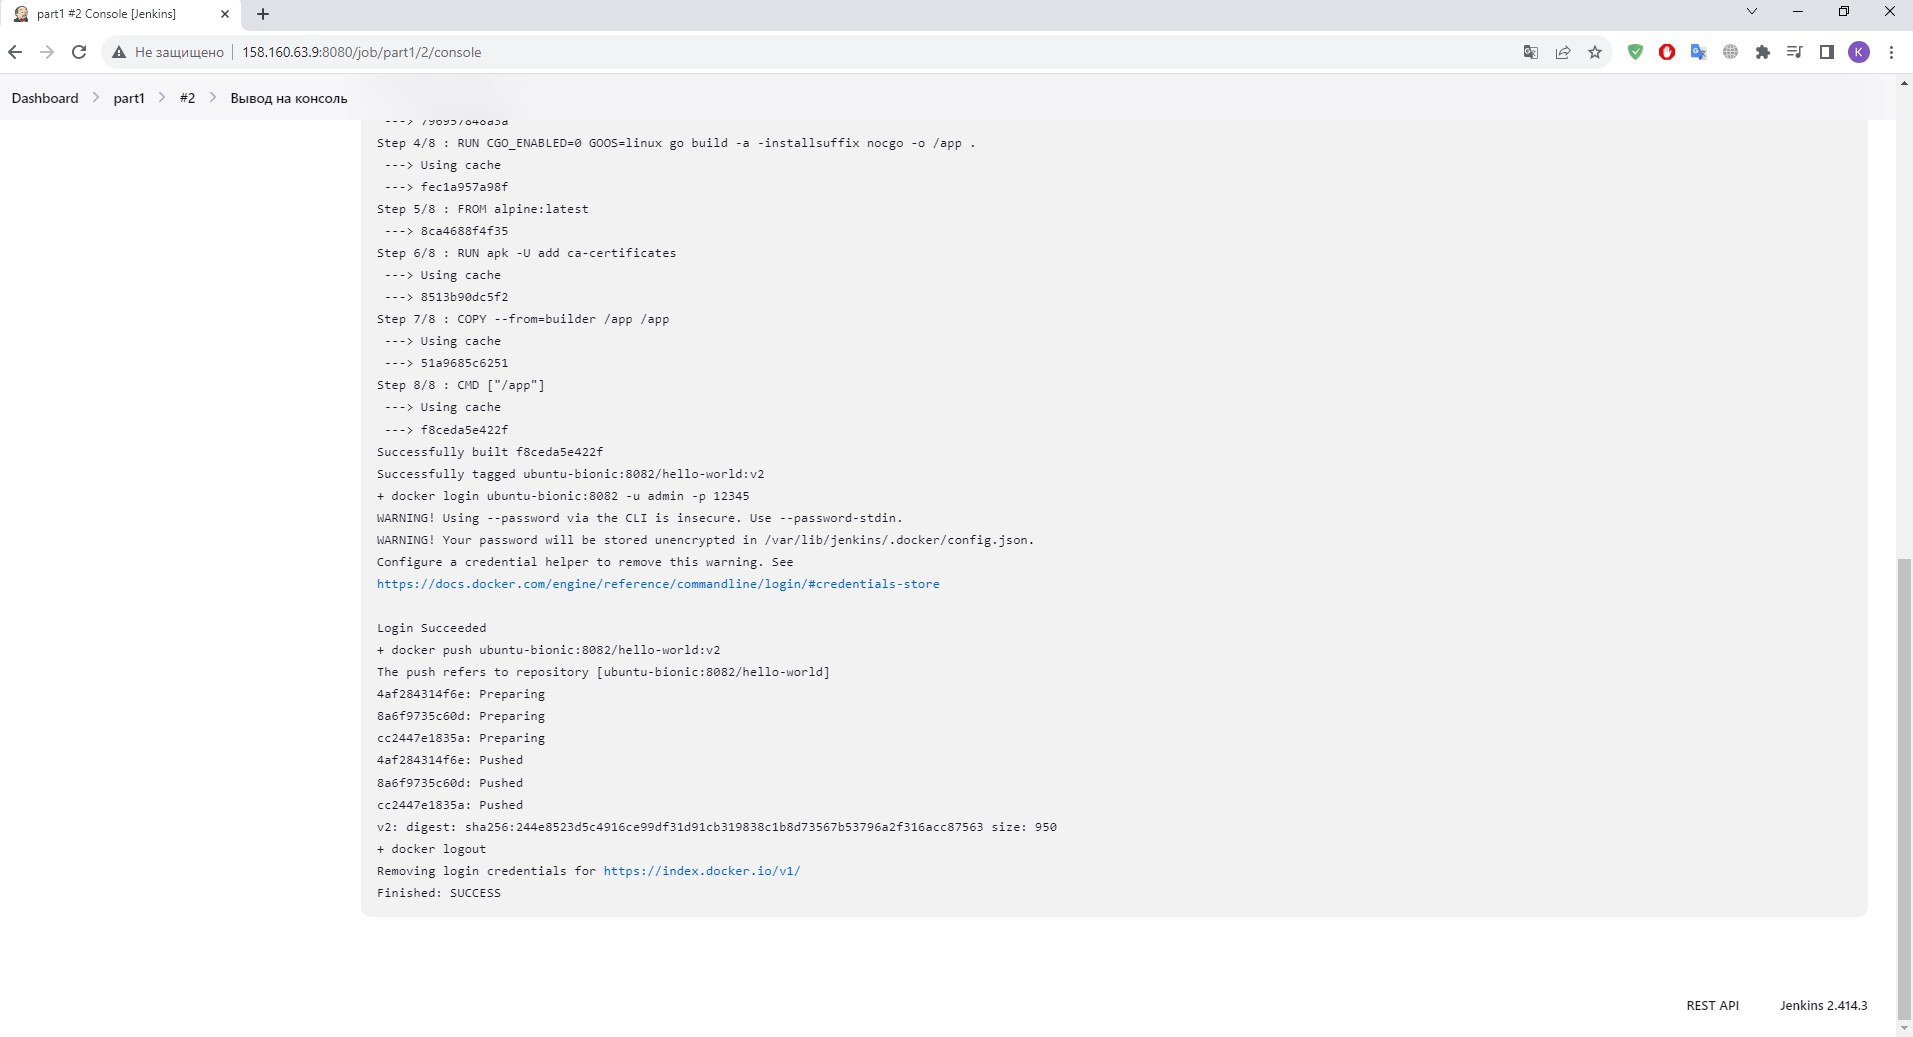 part1 #2 Console [Jenkins]
Не защищено
158.160.63.9:8080/job/part1/2/console
K
Dashboard
part1
#2
Вывод на консоль
---> 796957848a3a
Step 4/8 : RUN CGO_ENABLED=0 GOOS=linux go build -a -installsuffix nocgo -o /app .
---> Using cache
---> fec1a957a98f
Step 5/8 : FROM alpine:latest
---> 8ca4688f4f35
Step 6/8 : RUN apk -U add ca-certificates
---> Using cache
---> 8513b90dc5f2
Step 7/8 : COPY --from=builder /app /app
---> Using cache
---> 51a9685c6251
Step 8/8 : CMD ["/app"]
---> Using cache
---> f8ceda5e422f
Successfully built f8ceda5e422f
Successfully tagged ubuntu-bionic:8082/hello-world:v2
+ docker login ubuntu-bionic:8082 -u admin -p 12345
WARNING! Using --password via the CLI is insecure. Use --password-stdin.
WARNING! Your password will be stored unencrypted in /var/lib/jenkins/.docker/config.json.
Configure a credential helper to remove this warning. See
https://docs.docker.com/engine/reference/commandline/login/#credentials-store
Login Succeeded
+ docker push ubuntu-bionic:8082/hello-world:v2
The push refers to repository [ubuntu-bionic:8082/hello-world]
4af284314f6e: Preparing
8a6f9735c60d: Preparing
cc2447e1835a: Preparing
4af284314f6e: Pushed
8a6f9735c60d: Pushed
cc2447e1835a: Pushed
v2: digest: sha256:244e8523d5c4916ce99df31d91cb319838c1b8d73567b53796a2f316acc87563 size: 950
+ docker logout
Removing login credentials for https://index.docker.io/v1/
Finished: SUCCESS
REST API
Jenkins 2.414.3